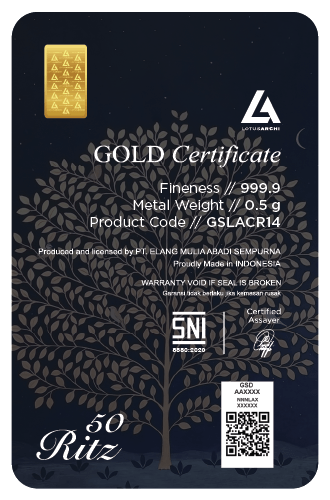 LOTUSARCHI
GOLD Certificate
Fineness // 999.9
Metal Weight // 0.5 g
Product Code // GSLACR14
Produced and licensed by PT. ELANG MULIA ABADI SEMPURNA
Proudly Made in INDONESIA
WARRANTY VOID IF SEAL IS BROKEN
Garansi tidak berlaku jika kemasan rusak
SNI
8880:2020
Certified
Assayer
GSD
AAXXXX
NNNLAX
XXXXXX
50
Ritz